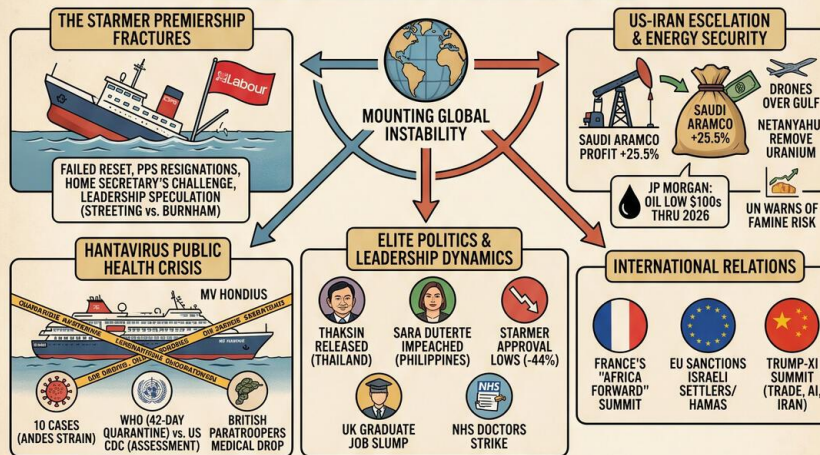 THE STARMER PREMIERSHIP
FRACTURES
Labour
FAILED RESET, PPS RESIGNATIONS,
HOME SECRETARY'S CHALLENGE,
LEADERSHIP SPECULATION
(STREETING vs. BURNHAM)
MOUNTING GLOBAL
INSTABILITY
US-IRAN ESCELATION
& ENERGY SECURITY
SAUDI ARAMCO
PROFIT +25.5%
SAUDI
ARAMCO
+25.5%
DRONES
OVER GULF
NETANYAHU
REMOVE
URANIUM
JP MORGAN:
OIL LOW $100s
THRU 2026
UN WARNS OF
FAMINE RISK
HANTAVIRUS PUBLIC
HEALTH CRISIS
MV HONDIUS
10 CASES
(ANDES STRAIN)
WHO (42-DAY
QUARANTINE) vs. US
CDC (ASSESSMENT)
BRITISH
PARATROOPERS
MEDICAL DROP
ELITE POLITICS &
LEADERSHIP DYNAMICS
THAKSIN
RELEASED
(THAILAND)
SARA DUTERTE
IMPEACHED
(PHILIPPINES)
STARMER
APPROVAL
LOWS (-44%)
UK GRADUATE
JOB SLUMP
NHS
NHS DOCTORS
STRIKE
INTERNATIONAL RELATIONS
FRANCE'S
"AFRICA
FORWARD"
SUMMIT
EU SANCTIONS
ISRAELI
SETTLERS/
HAMAS
TRUMP-XI
SUMMIT
(TRADE, AI,
IRAN)